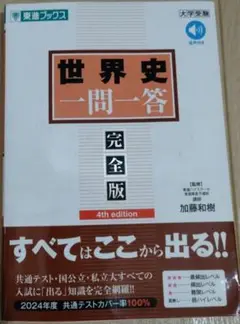 東進ブックス
大学受験
音声付き
世界史
一問一答
完全版
4th edition
【監修】
講師
加藤和樹
すべてはここから出る!!
共通テスト・国公立・私立大すべての
入試に「出る」知識を完全網羅!!
2024年度 共通テストカバー率100%
★★★
★★
★